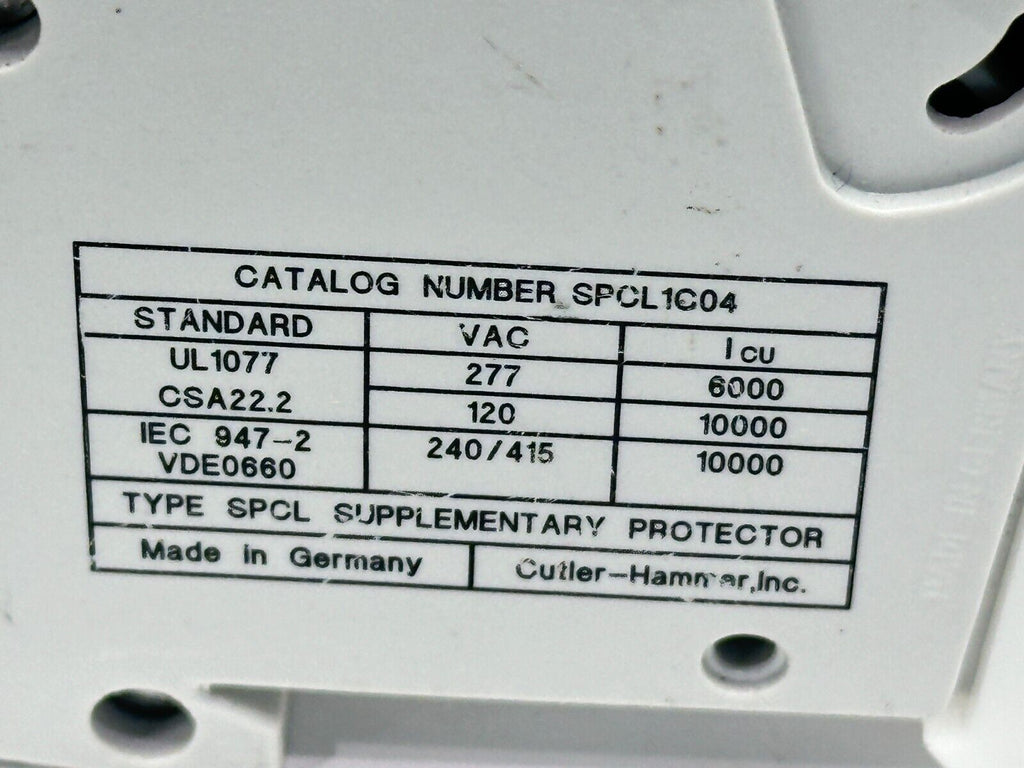 CATALOG NUMBER SPCL1C04
STANDARD VAC Icu
UL1077 277 6000
CSA22.2 120 10000
IEC 947-2 240/415 10000
VDE0660
TYPE SPCL SUPPLEMENTARY PROTECTOR
Made in Germany Cutler-Hammer,Inc.